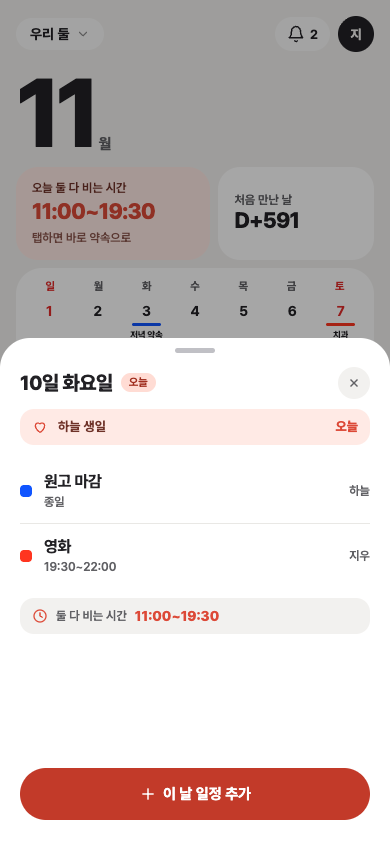 우리 둘
2
지
11월
오늘 둘 다 비는 시간
11:00~19:30
탭하면 바로 약속으로
처음 만난 날
D+591
일 월 화 수 목 금 토
1 2 3 4 5 6 7
저녁 약속 치과
10일 화요일 오늘
하늘 생일 오늘
원고 마감
종일
하늘
영화
19:30~22:00
지우
둘 다 비는 시간 11:00~19:30
이 날 일정 추가